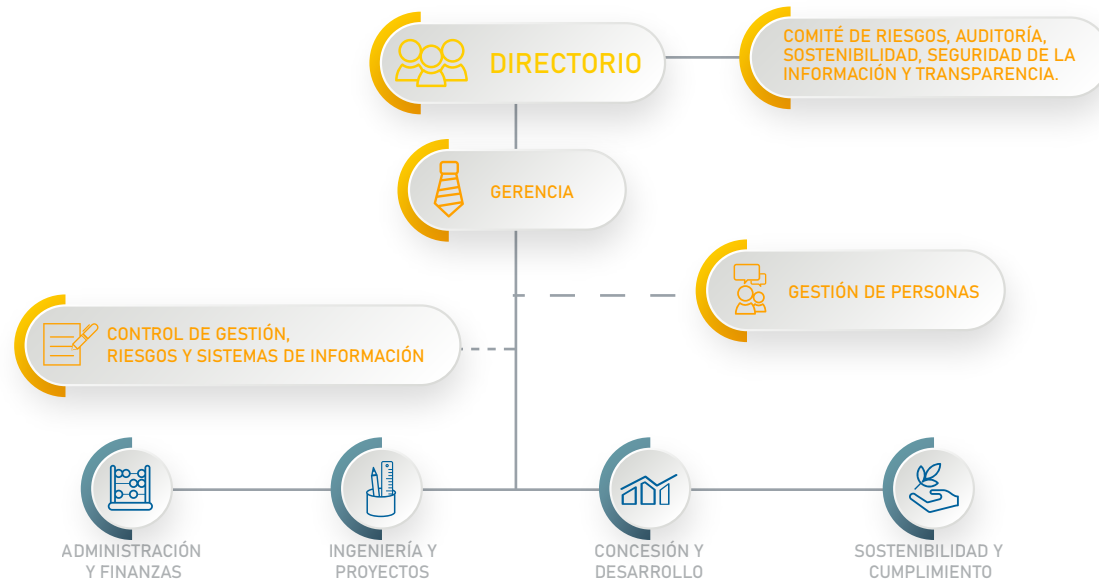 DIRECTORIO
COMITÉ DE RIESGOS, AUDITORÍA,
SOSTENIBILIDAD, SEGURIDAD DE LA
INFORMACIÓN Y TRANSPARENCIA.
GERENCIA
GESTIÓN DE PERSONAS
CONTROL DE GESTIÓN,
RIESGOS Y SISTEMAS DE INFORMACIÓN
ADMINISTRACIÓN
Y FINANZAS
INGENIERÍA Y
PROYECTOS
CONCESIÓN Y
DESARROLLO
SOSTENIBILIDAD Y
CUMPLIMIENTO